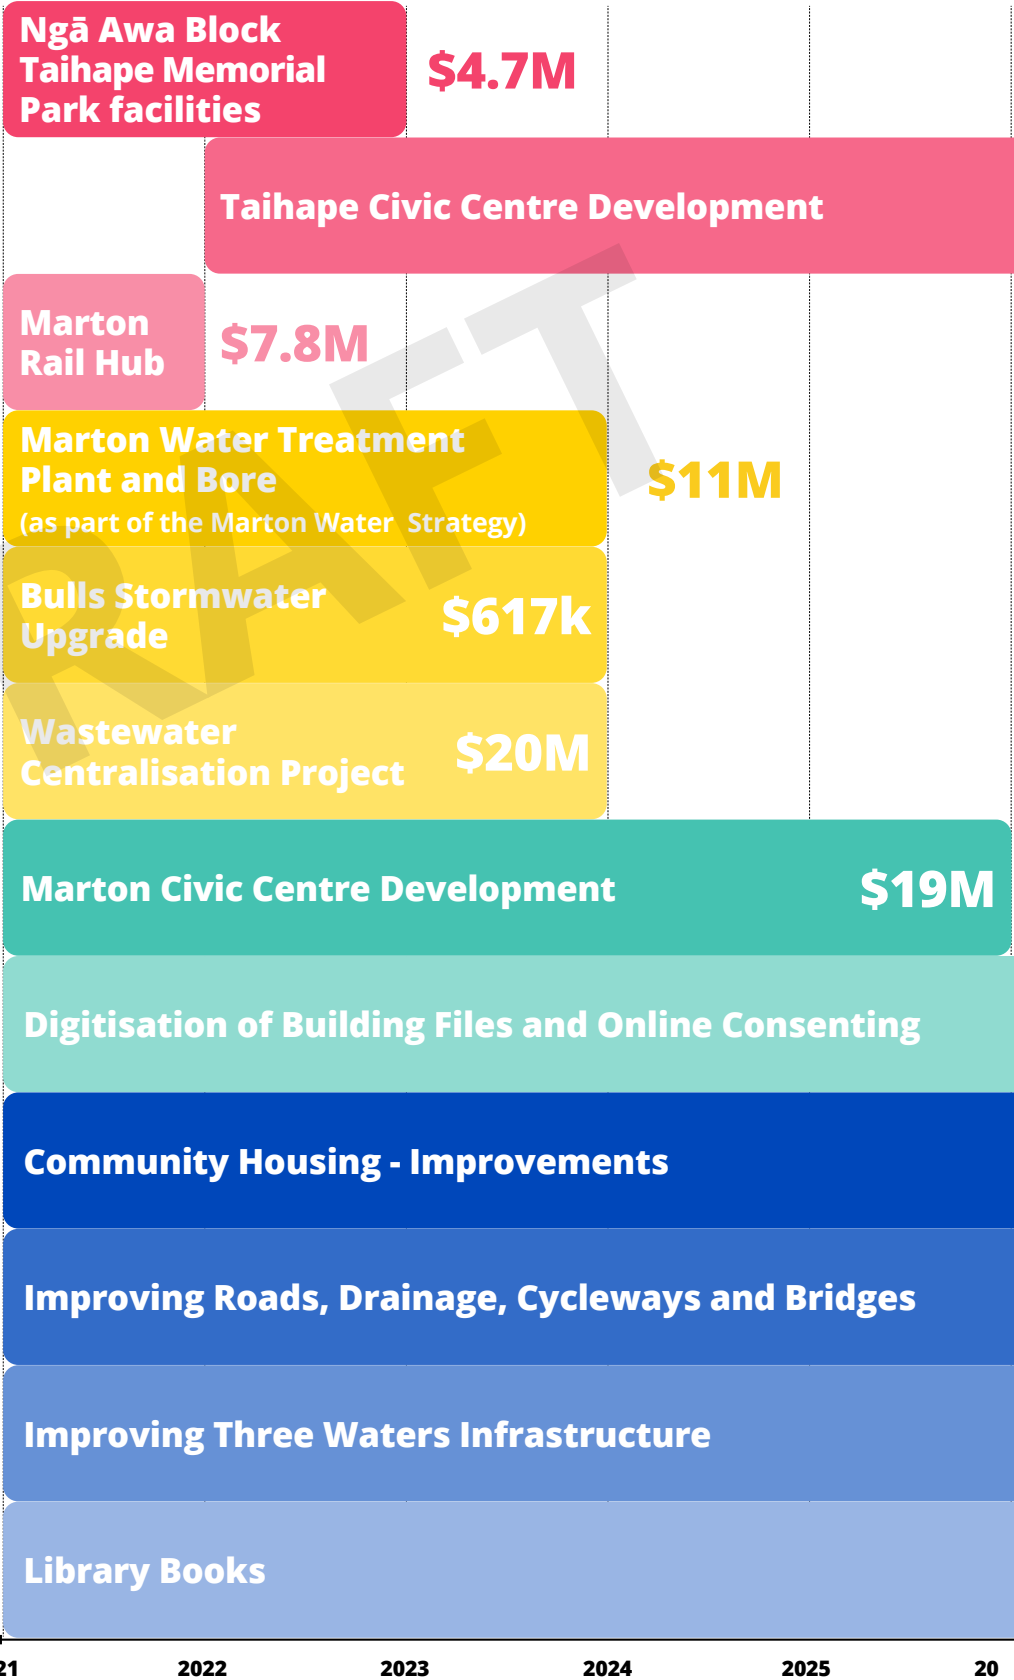 Ngā Awa Block
Taihape Memorial
Park facilities
$4.7M
Taihape Civic Centre Development
Marton
Rail Hub
$7.8M
Marton Water Treatment
Plant and Bore
(as part of the Marton Water Strategy)
$11M
Bulls Stormwater
Upgrade
$617k
Wastewater
Centralisation Project
$20M
Marton Civic Centre Development
$19M
Digitisation of Building Files and Online Consenting
Community Housing - Improvements
Improving Roads, Drainage, Cycleways and Bridges
Improving Three Waters Infrastructure
Library Books
21 2022 2023 2024 2025 20
RAFT